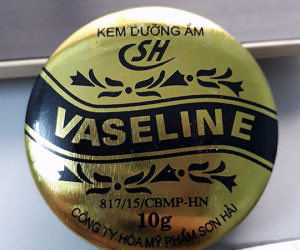 KEM DƯỠNG ẨM
SH
VASELINE
817/15/CBMP-HN
10g
CÔNG TY HÓA MỸ PHẨM SƠN HẢI